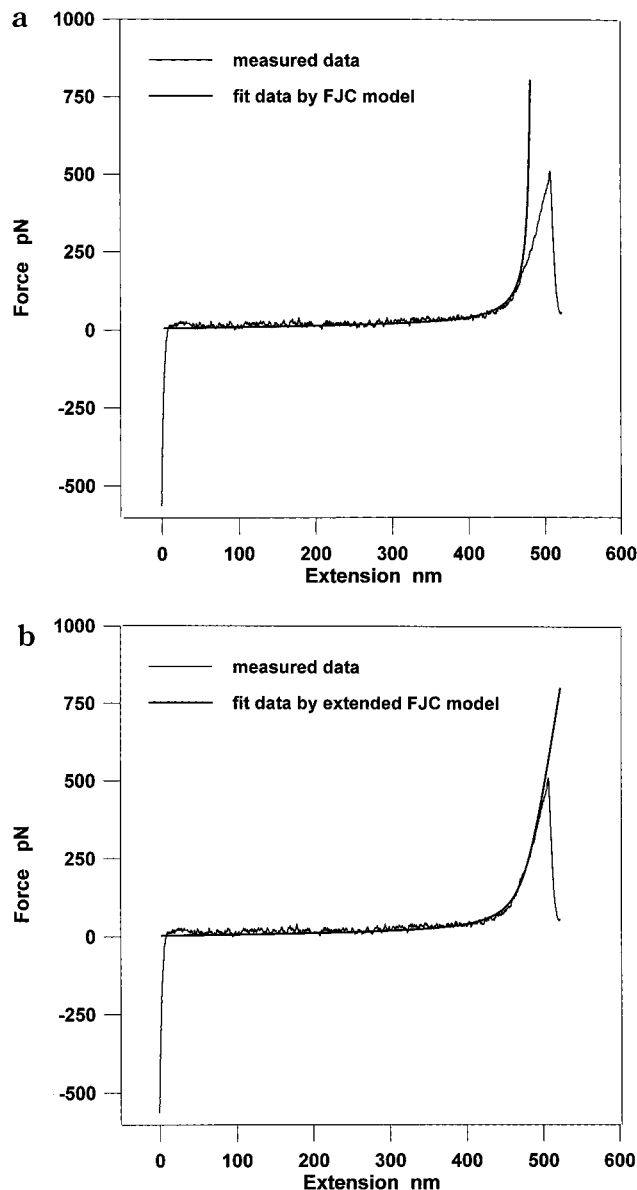 a
1000
750
500
250
0
-250
-500
Force pN
measured data
fit data by FJC model
0 100 200 300 400 500 600
Extension nm
b
1000
750
500
250
0
-250
-500
Force pN
measured data
fit data by extended FJC model
0 100 200 300 400 500 600
Extension nm